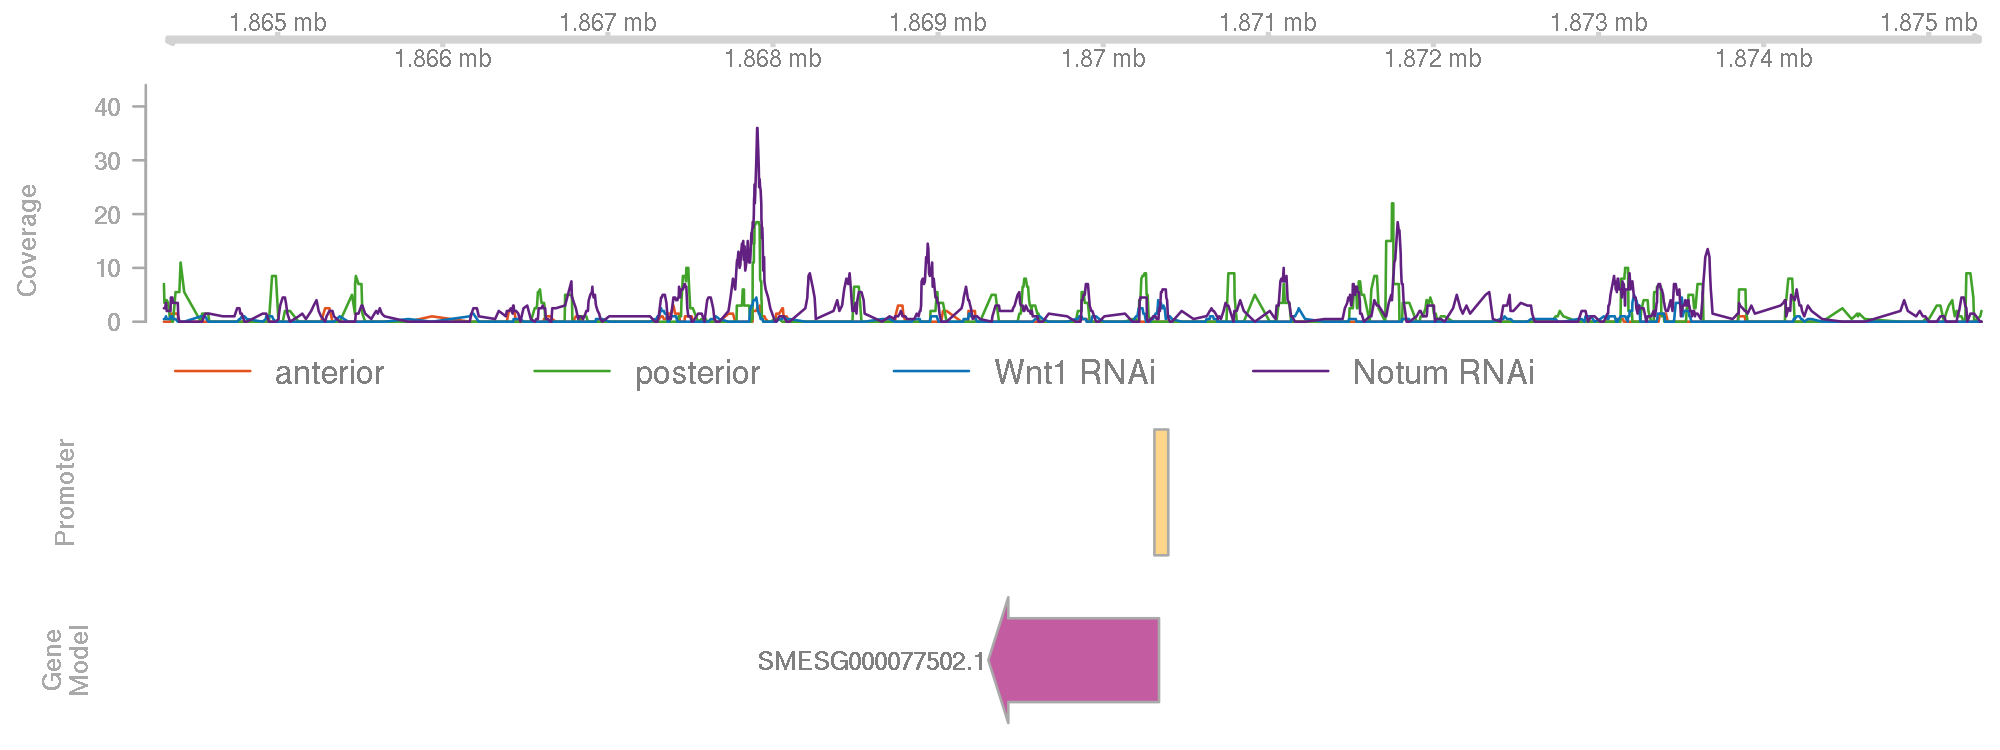 1.865 mb 1.867 mb 1.869 mb 1.871 mb 1.873 mb 1.875 mb
1.866 mb 1.868 mb 1.87 mb 1.872 mb 1.874 mb
Coverage
40
30
20
10
0
anterior posterior Wnt1 RNAi Notum RNAi
Promoter
Gene
Model
SMESG000077502.1